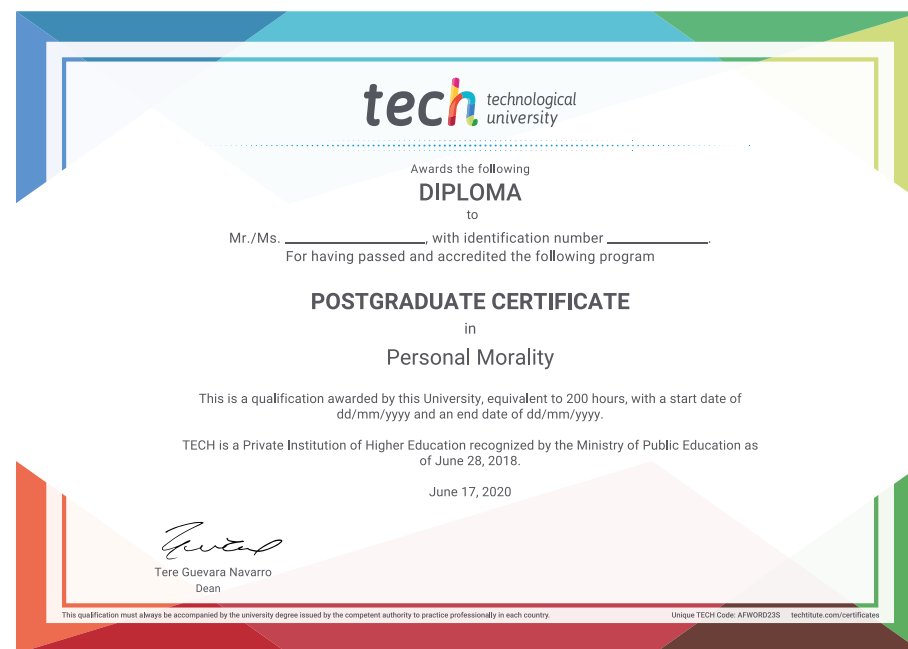 tech technological
university
Awards the following
DIPLOMA
to
Mr./Ms. ____________________, with identification number ______________.
For having passed and accredited the following program
POSTGRADUATE CERTIFICATE
in
Personal Morality
This is a qualification awarded by this University, equivalent to 200 hours, with a start date of
dd/mm/yyyy and an end date of dd/mm/yyyy.
TECH is a Private Institution of Higher Education recognized by the Ministry of Public Education as
of June 28, 2018.
June 17, 2020
Tere Guevara Navarro
Dean
This qualification must always be accompanied by the university degree issued by the competent authority to practice professionally in each country.
Unique TECH Code: AFWORD23S techtitute.com/certificates